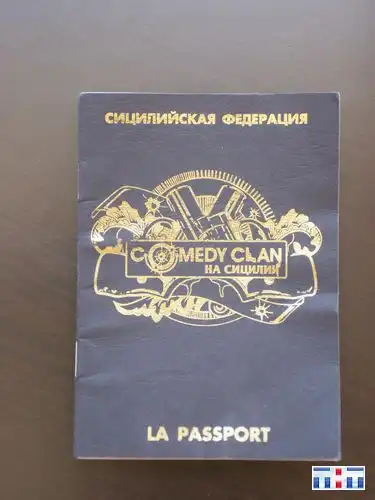 СИЦИЛИЙСКАЯ ФЕДЕРАЦИЯ
COMEDY CLAN
НА СИЦИЛИИ
LA PASSPORT